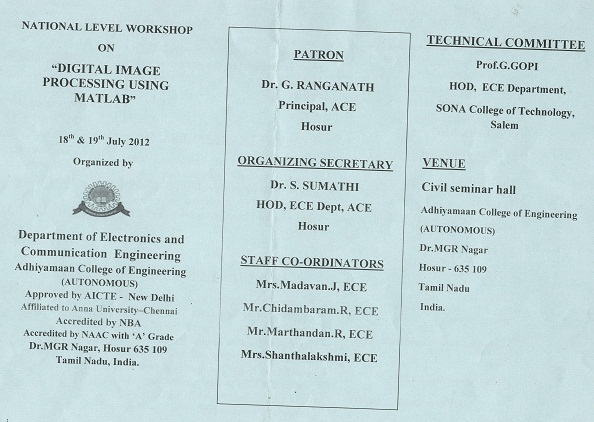 NATIONAL LEVEL WORKSHOP
ON
“DIGITAL IMAGE
PROCESSING USING
MATLAB”
18th & 19th July 2012
Organized by
Department of Electronics and
Communication Engineering
Adhiyamaan College of Engineering
(AUTONOMOUS)
Approved by AICTE - New Delhi
Affiliated to Anna University–Chennai
Accredited by NBA
Accredited by NAAC with ‘A’ Grade
Dr.MGR Nagar, Hosur 635 109
Tamil Nadu, India.
PATRON
Dr. G. RANGANATH
Principal, ACE
Hosur
ORGANIZING SECRETARY
Dr. S. SUMATHI
HOD, ECE Dept, ACE
Hosur
STAFF CO-ORDINATORS
Mrs.Madavan.J, ECE
Mr.Chidambaram.R, ECE
Mr.Marthandan.R, ECE
Mrs.Shanthalakshmi, ECE
TECHNICAL COMMITTEE
Prof.G.GOPI
HOD, ECE Department,
SONA College of Technology,
Salem
VENUE
Civil seminar hall
Adhiyamaan College of Engineering
(AUTONOMOUS)
Dr.MGR Nagar
Hosur - 635 109
Tamil Nadu
India.